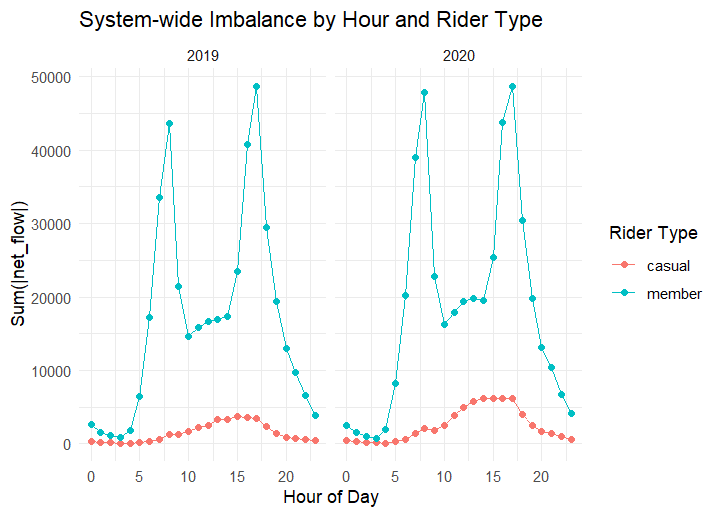 System-wide Imbalance by Hour and Rider Type
2019
2020
50000
40000
30000
20000
10000
0
Sum(|net_flow|)
0 5 10 15 20
0 5 10 15 20
Hour of Day
Rider Type
casual
member